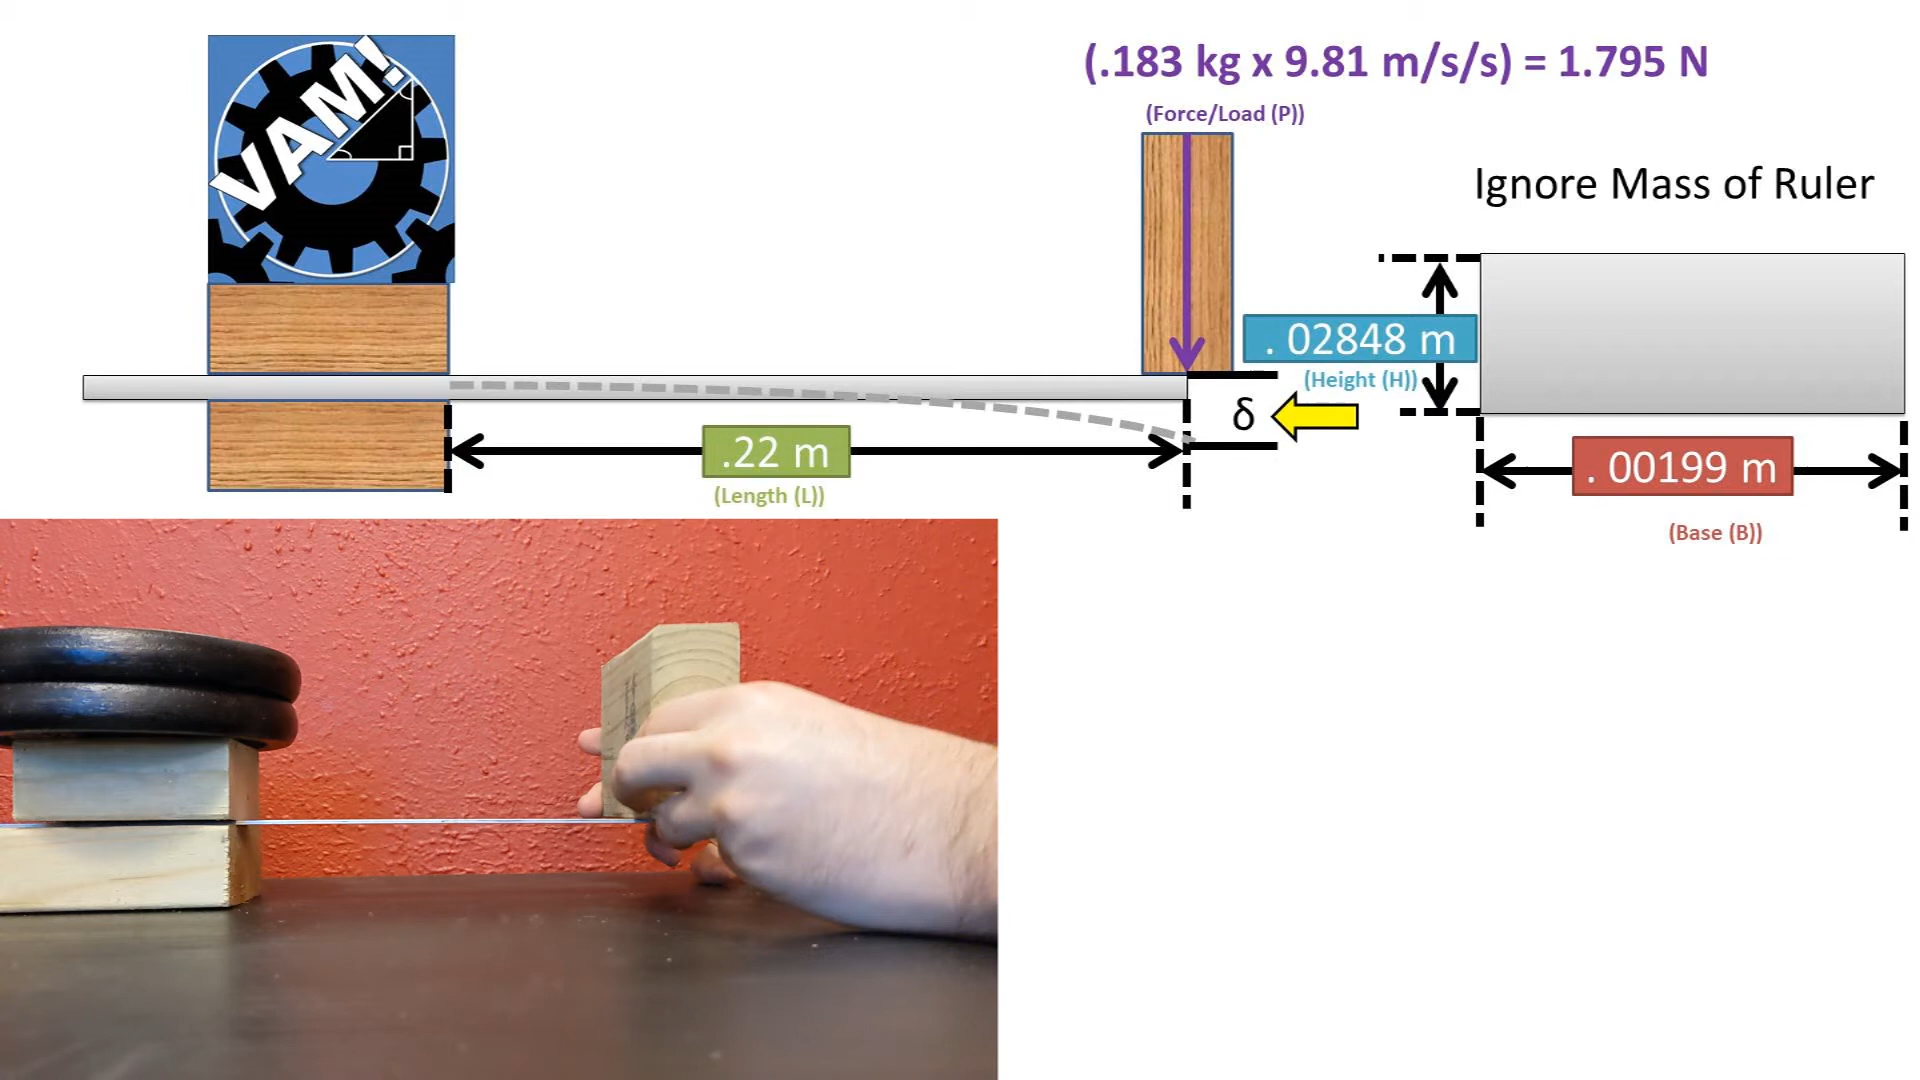 VAM!
(.183 kg x 9.81 m/s/s) = 1.795 N
(Force/Load (P))
Ignore Mass of Ruler
. 02848 m
(Height (H))
δ
.22 m
(Length (L))
. 00199 m
(Base (B))